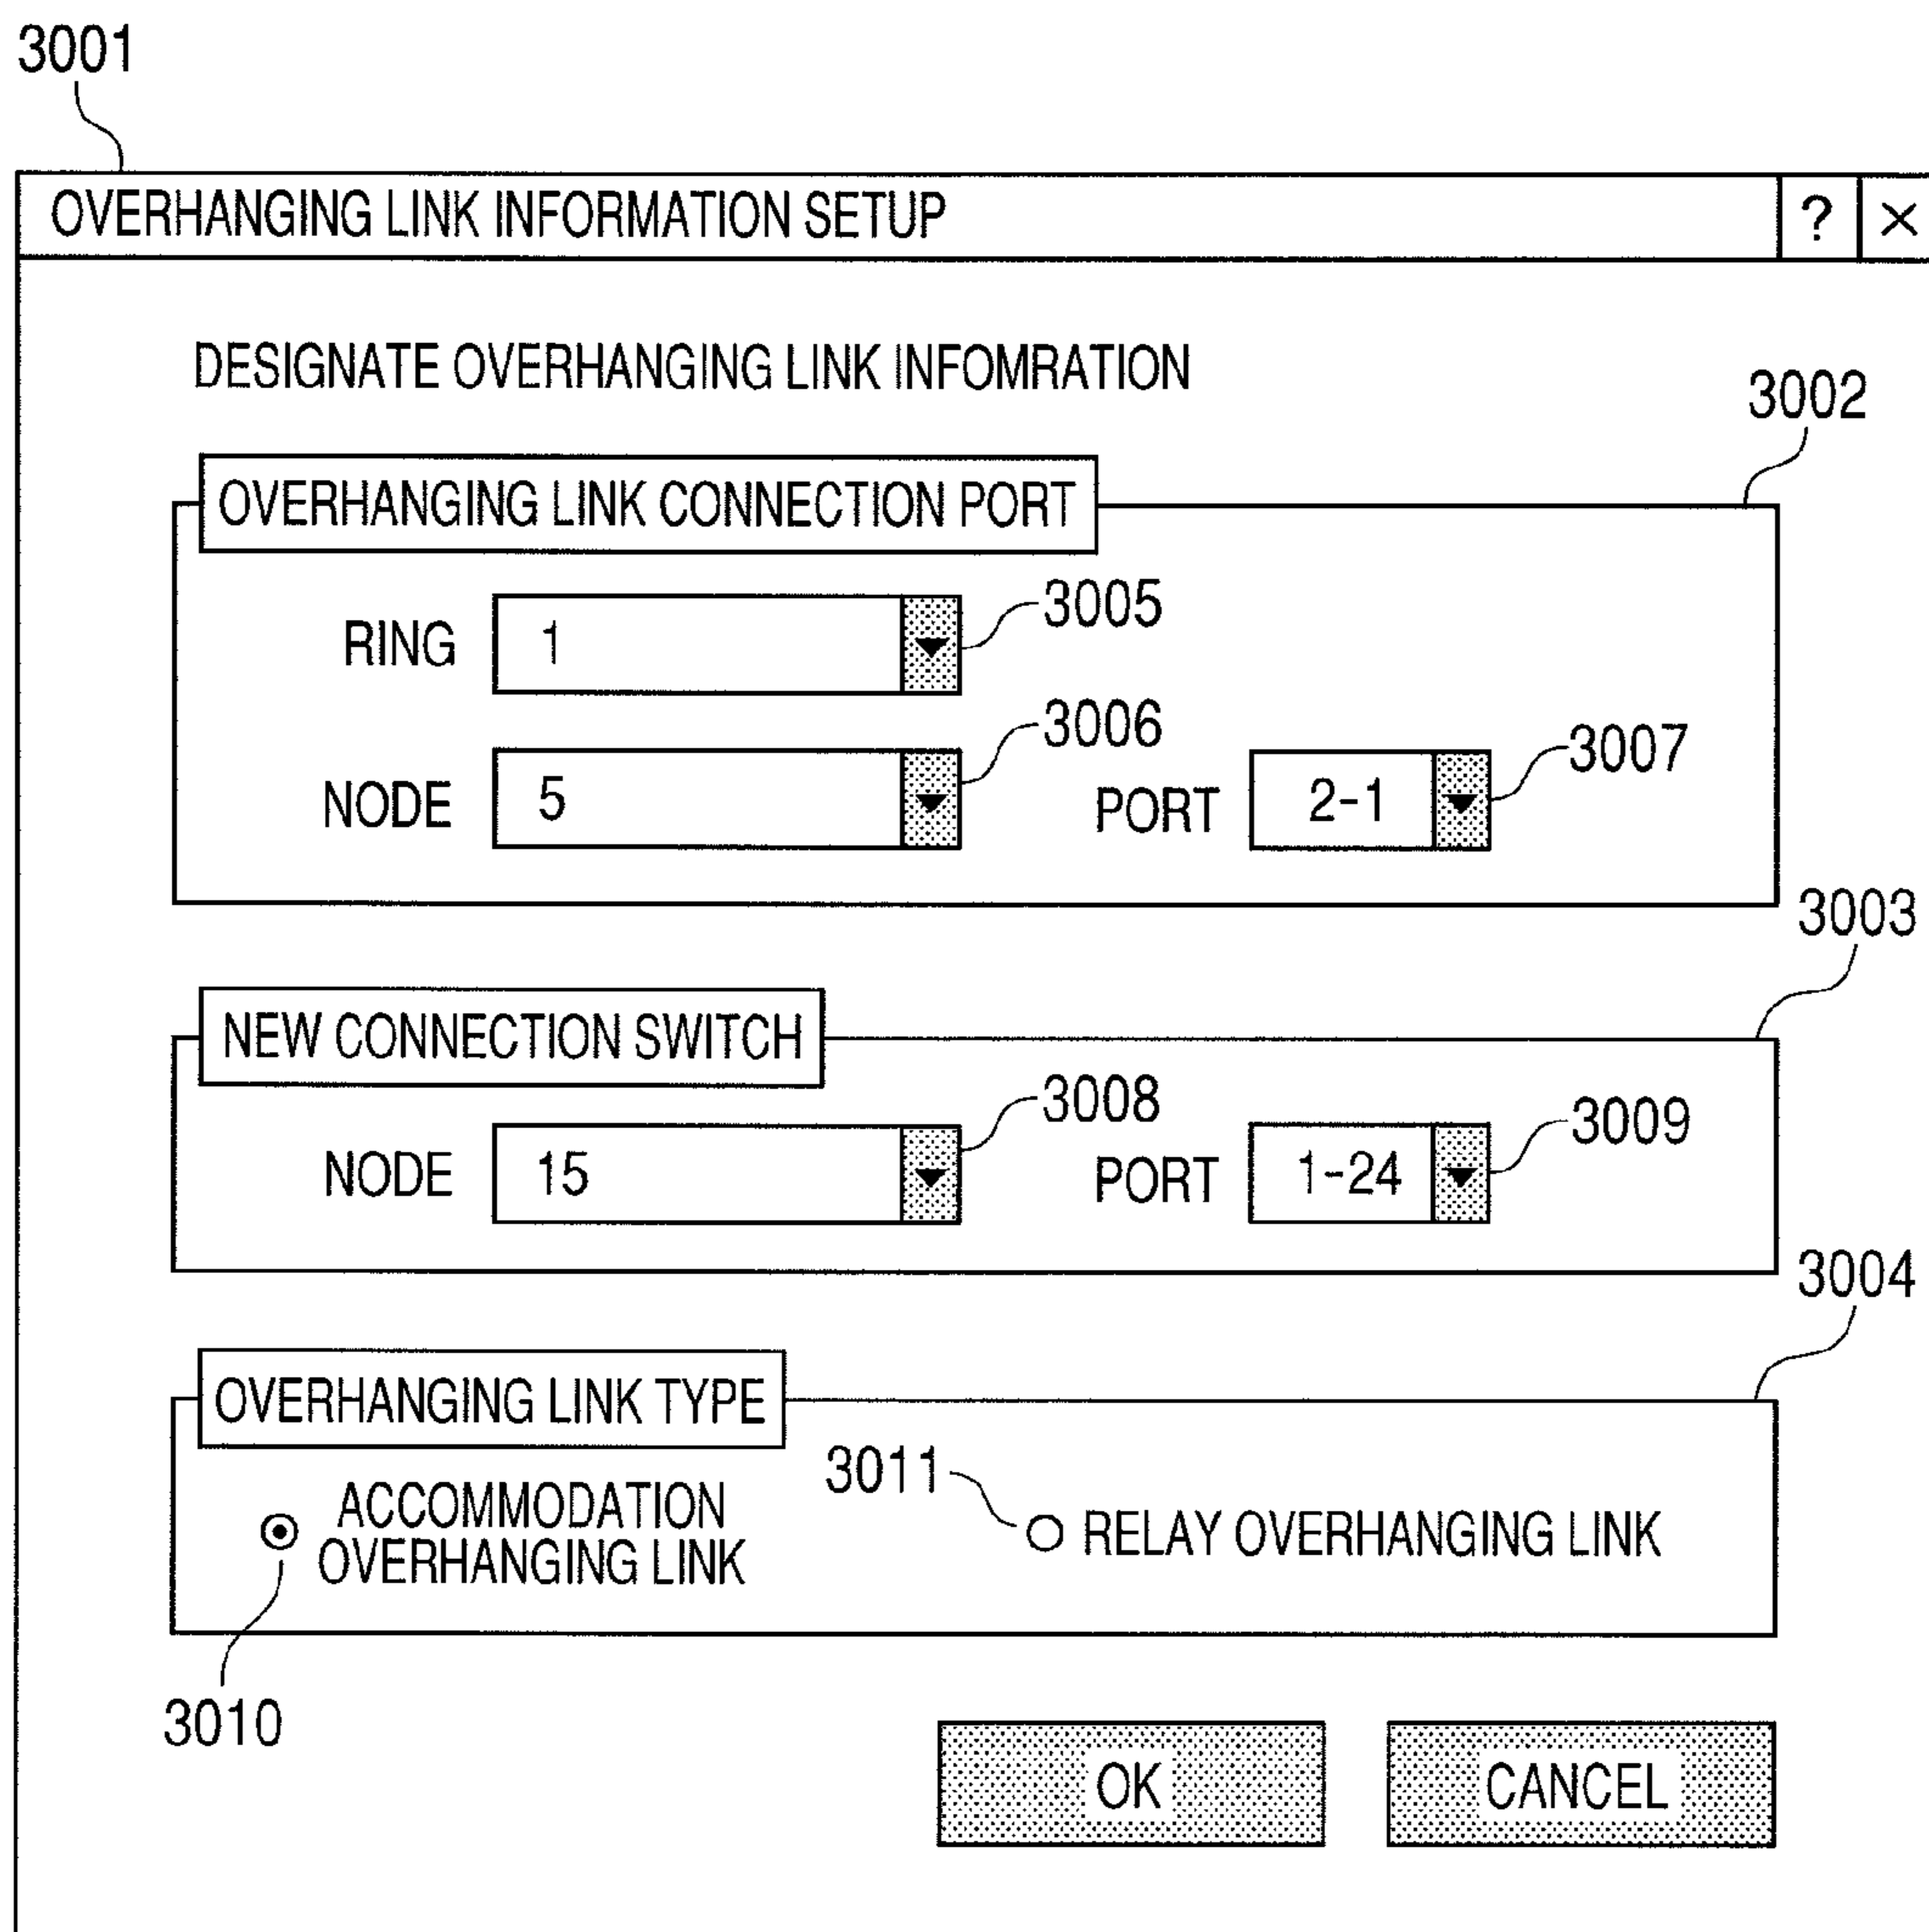 3001
OVERHANGING LINK INFORMATION SETUP ? ×
DESIGNATE OVERHANGING LINK INFOMRATION
3002
OVERHANGING LINK CONNECTION PORT
RING 1 3005
NODE 5 3006 PORT 2-1 3007
3003
NEW CONNECTION SWITCH
NODE 15 3008 PORT 1-24 3009
3004
OVERHANGING LINK TYPE
ACCOMMODATION
OVERHANGING LINK
3011 RELAY OVERHANGING LINK
3010
OK CANCEL